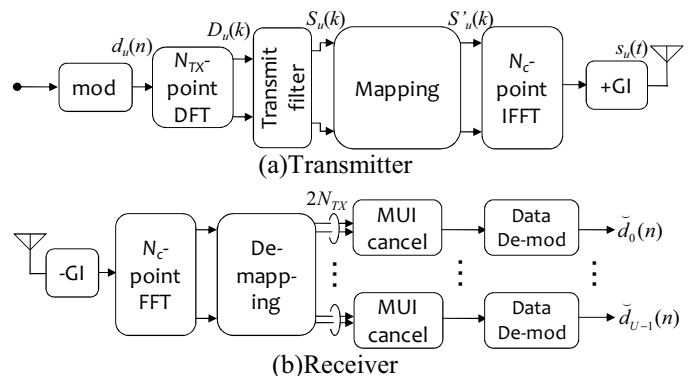 d_u(n)
D_u(k)
S_u(k)
S'_u(k)
s_u(t)
mod
N_TX-
point
DFT
Transmit
filter
Mapping
N_c-
point
IFFT
+GI
(a)Transmitter
2N_TX
-GI
N_c-
point
FFT
De-
mapp-
ing
MUI
cancel
Data
De-mod
d̆_0(n)
MUI
cancel
Data
De-mod
d̆_{U-1}(n)
(b)Receiver